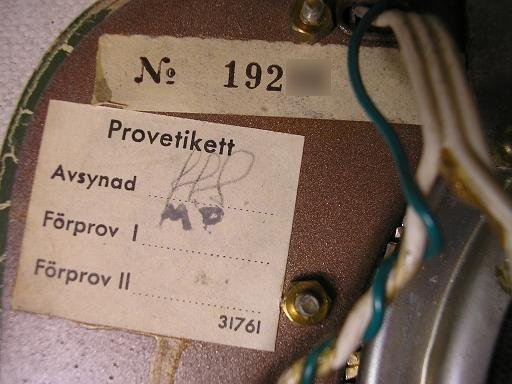 № 192
Provetikett
Avsynad
Förprov I MP
Förprov II
31761